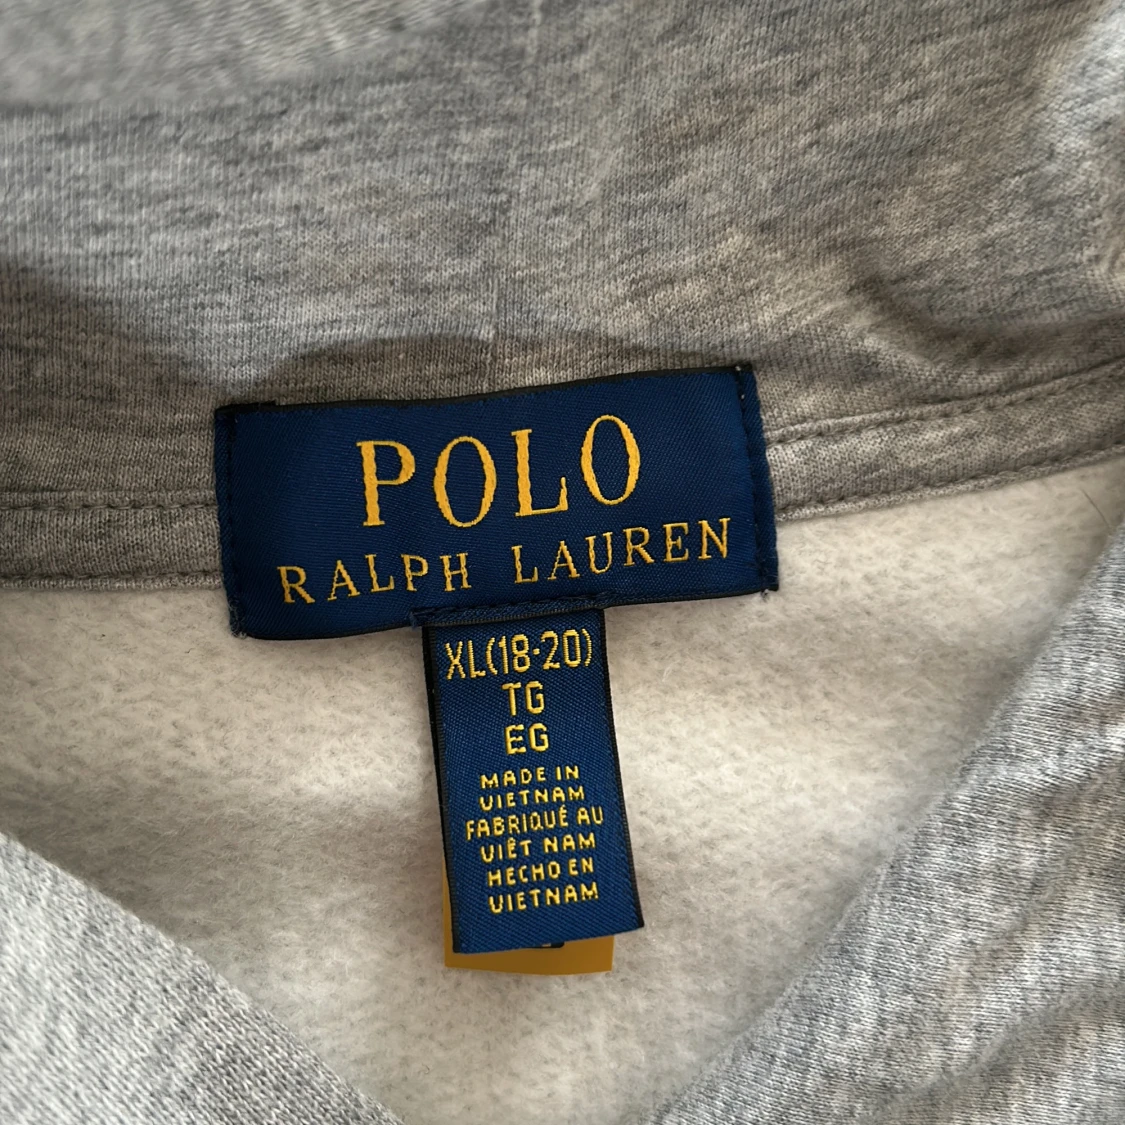 POLO
RALPH LAUREN
XL(18-20)
TG
EG
MADE IN
VIETNAM
FABRIQUÉ AU
VIÊT NAM
HECHO EN
VIETNAM